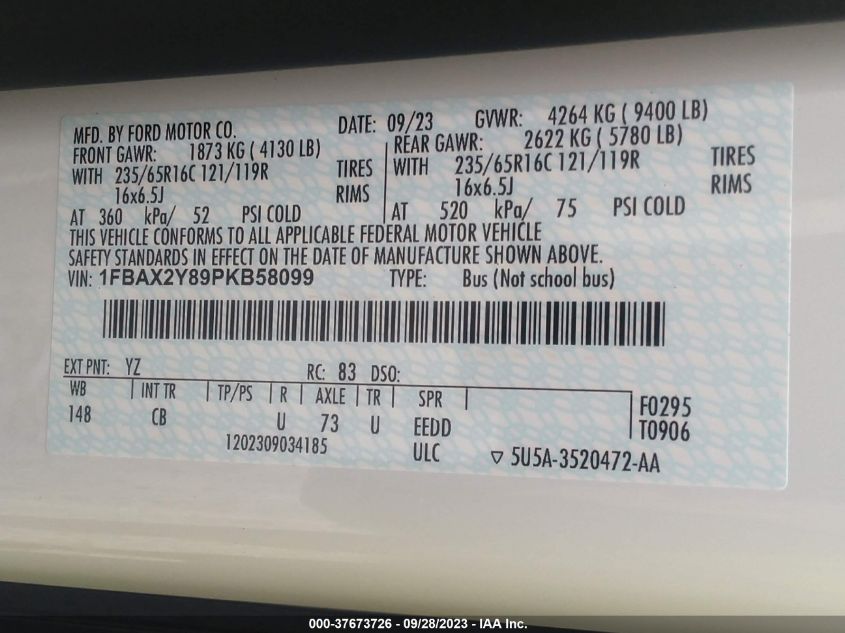 MFD. BY FORD MOTOR CO. DATE: 09/23 GVWR: 4264 KG ( 9400 LB)
FRONT GAWR: 1873 KG ( 4130 LB) REAR GAWR: 2622 KG ( 5780 LB)
WITH 235/65R16C 121/119R TIRES WITH 235/65R16C 121/119R TIRES
16x6.5J RIMS 16x6.5J RIMS
AT 360 kPa/ 52 PSI COLD AT 520 kPa/ 75 PSI COLD
THIS VEHICLE CONFORMS TO ALL APPLICABLE FEDERAL MOTOR VEHICLE
SAFETY STANDARDS IN EFFECT ON THE DATE OF MANUFACTURE SHOWN ABOVE.
VIN: 1FBAX2Y89PKB58099 TYPE: Bus (Not school bus)
EXT PNT: YZ RC: 83 DSO:
WB INT TR TP/PS R AXLE TR SPR F0295
148 CB U 73 U EEDD T0906
1202309034185 ULC ▽ 5U5A-3520472-AA
000-37673726 - 09/28/2023 - IAA Inc.